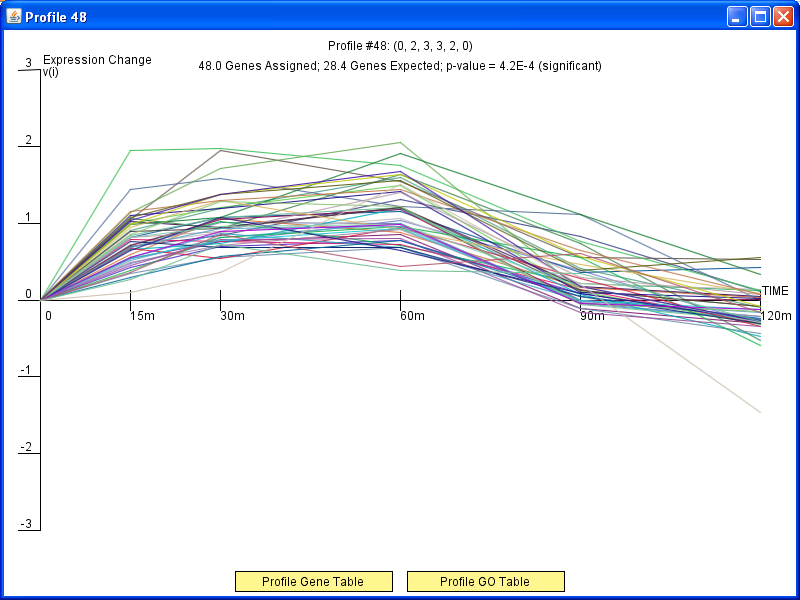 Profile 48
Profile #48: (0, 2, 3, 3, 2, 0)
48.0 Genes Assigned; 28.4 Genes Expected; p-value = 4.2E-4 (significant)
Expression Change
v(i)
3
2
1
0
-1
-2
-3
TIME
0 15m 30m 60m 90m 120m
Profile Gene Table Profile GO Table